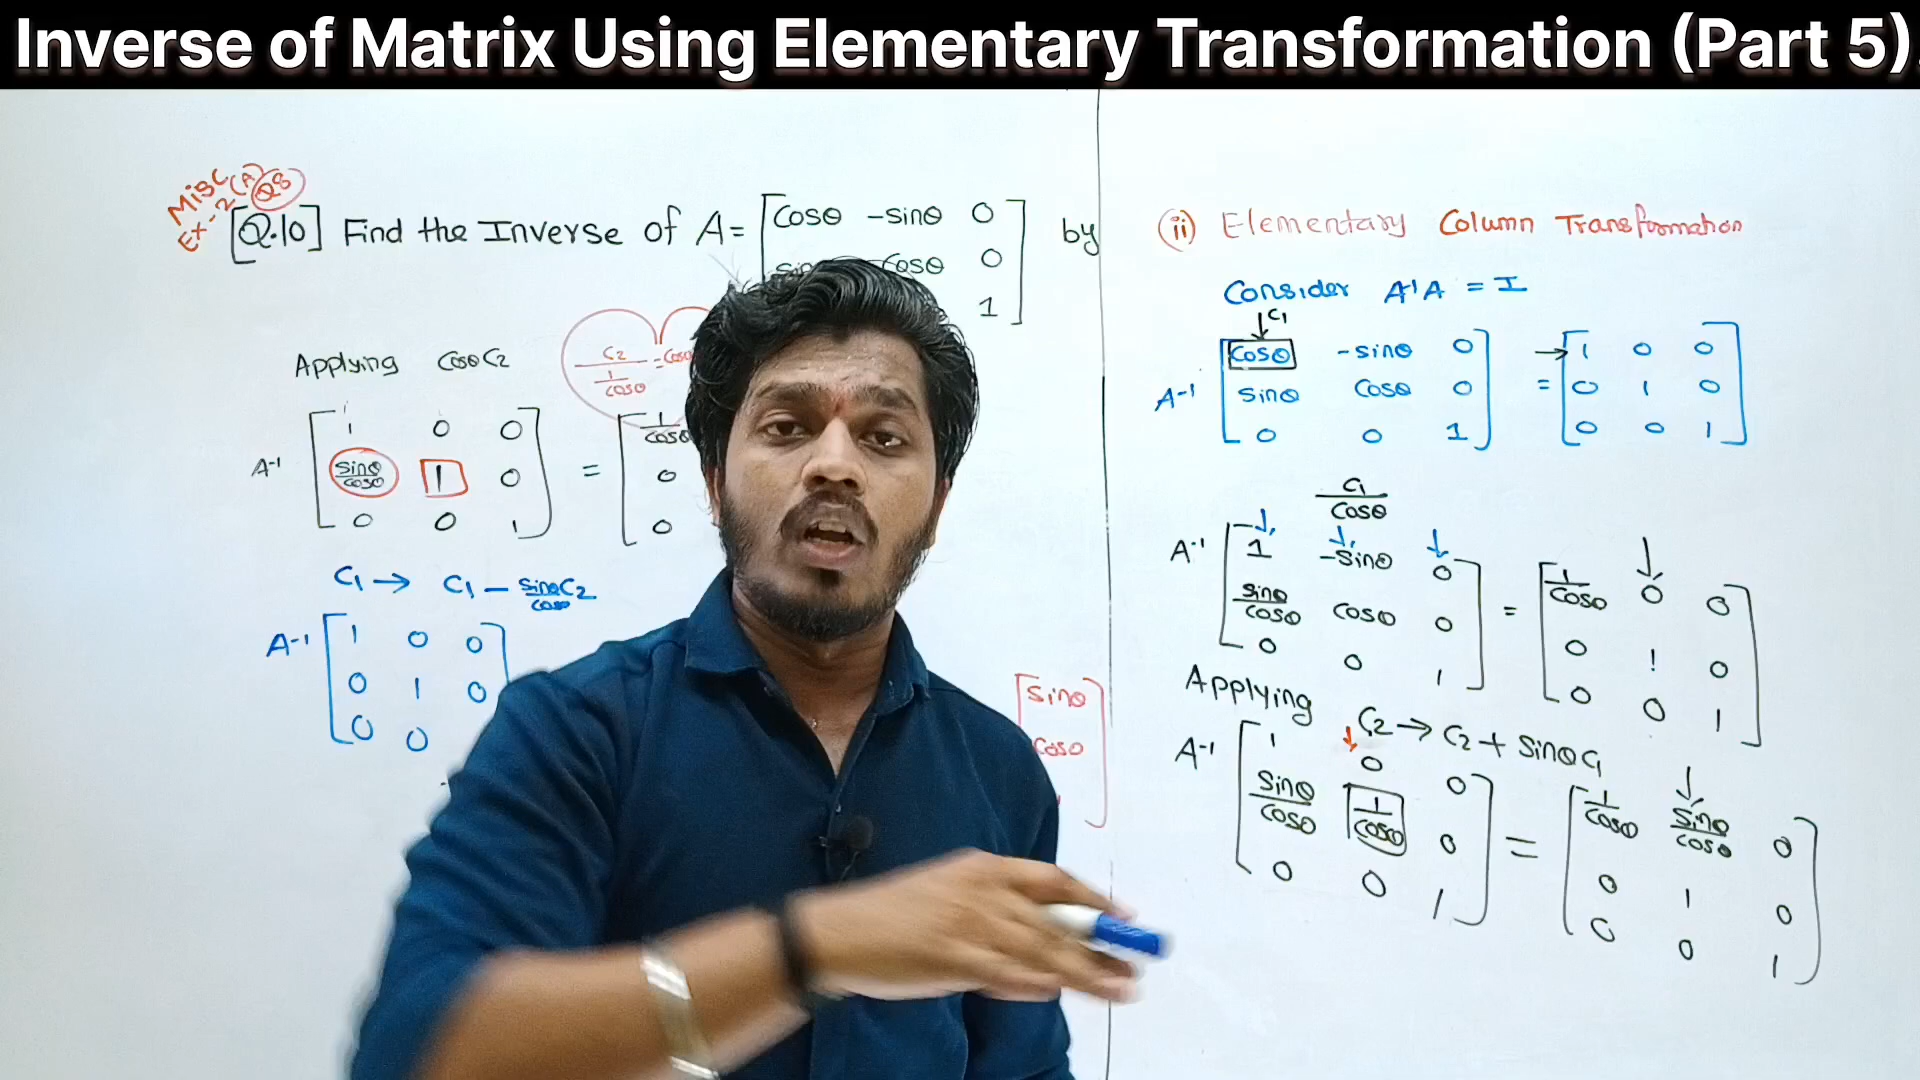 Inverse of Matrix Using Elementary Transformation (Part 5)
Misc
Ex-2(A) Q8
[Q.10] Find the Inverse of A= [cosθ -sinθ 0 by
cosθ 0
1]
Applying cosθ C2
C2
1/cosθ
A-1 [1 0 0 = [1/cosθ
sinθ/cosθ 1 0 0
0 0 1] 0
C1 → C1 - sinθ/cosθ C2
A-1 [1 0 0
0 1 0
0 0
[sinθ
cosθ
(ii) Elementary Column Transformation
Consider A-1A = I
↓C1
A-1 [cosθ -sinθ 0 = → [1 0 0
sinθ cosθ 0 0 1 0
0 0 1] 0 0 1]
C1/cosθ
A-1 [1 -sinθ 0 = [1/cosθ 0 0
sinθ/cosθ cosθ 0 0 1 0
0 0 1] 0 0 1]
Applying
C2 → C2 + sinθC1
A-1 [1 0 0 = [1/cosθ sinθ/cosθ 0
sinθ/cosθ 1/cosθ 0 0 1 0
0 0 1] 0 0 1]